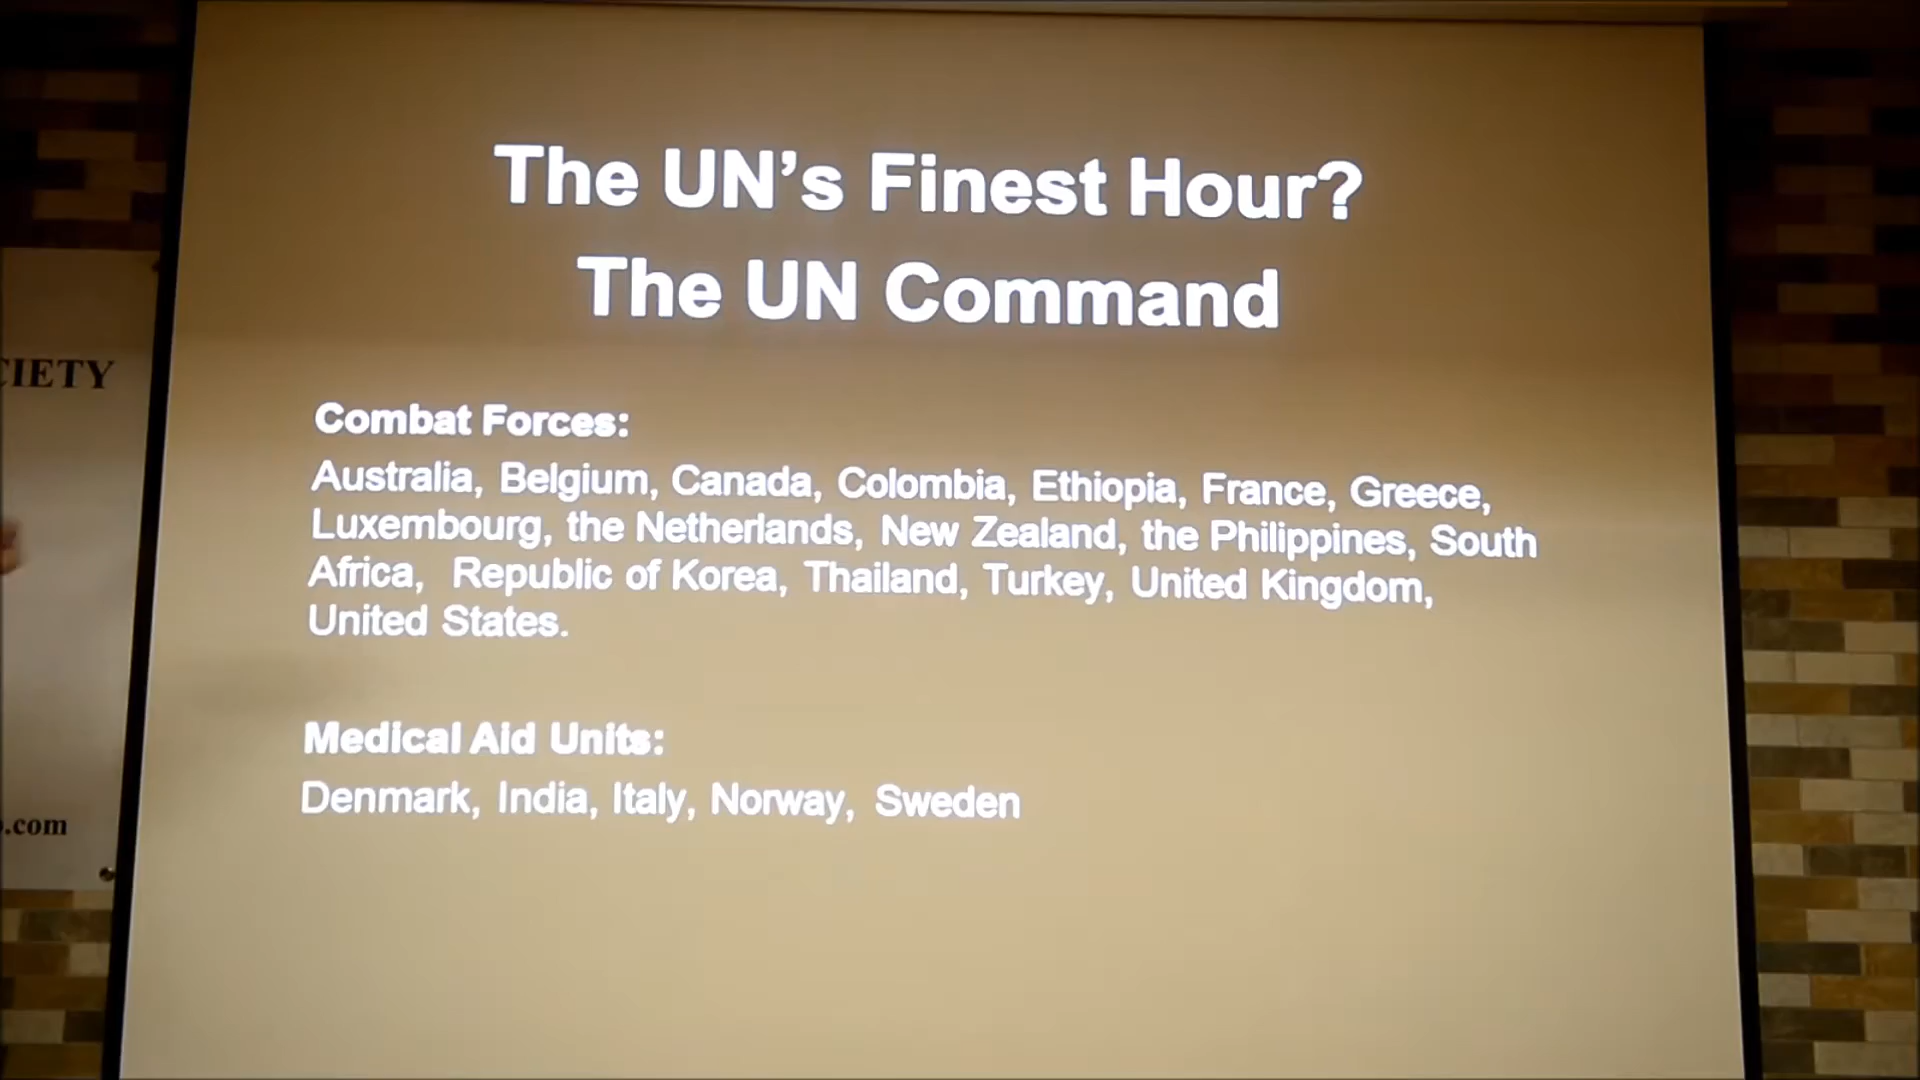 The UN's Finest Hour?
The UN Command
CIETY
Combat Forces:
Australia, Belgium, Canada, Colombia, Ethiopia, France, Greece,
Luxembourg, the Netherlands, New Zealand, the Philippines, South
Africa, Republic of Korea, Thailand, Turkey, United Kingdom,
United States.
Medical Aid Units:
Denmark, India, Italy, Norway, Sweden
.com